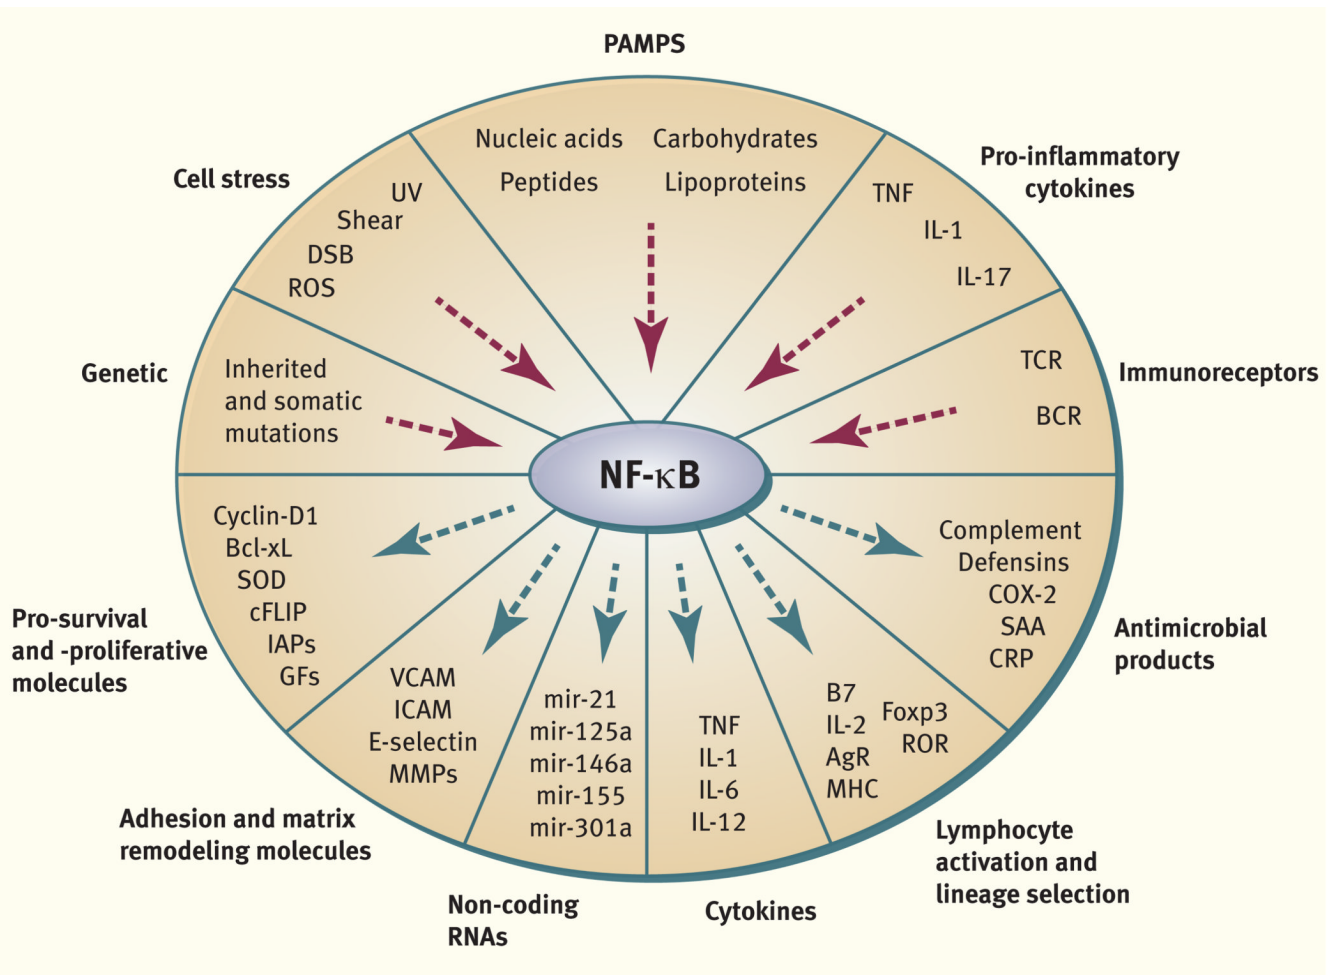 PAMPS
Nucleic acids
Carbohydrates
Peptides
Lipoproteins
Pro-inflammatory
cytokines
TNF
IL-1
IL-17
Immunoreceptors
TCR
BCR
Cell stress
UV
Shear
DSB
ROS
Genetic
Inherited
and somatic
mutations
NF-κB
Pro-survival
and -proliferative
molecules
Cyclin-D1
Bcl-xL
SOD
cFLIP
IAPs
GFs
Adhesion and matrix
remodeling molecules
VCAM
ICAM
E-selectin
MMPs
Non-coding
RNAs
mir-21
mir-125a
mir-146a
mir-155
mir-301a
Cytokines
TNF
IL-1
IL-6
IL-12
Lymphocyte
activation and
lineage selection
B7
IL-2
AgR
MHC
Foxp3
ROR
Antimicrobial
products
Complement
Defensins
COX-2
SAA
CRP